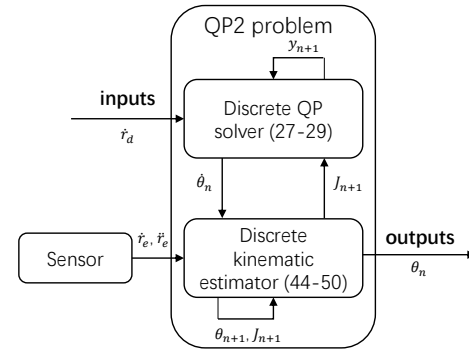 QP2 problem
y_{n+1}
inputs
ṙ_d
Discrete QP
solver (27-29)
θ̇_n
J_{n+1}
Sensor
ṙ_e, r̈_e
Discrete
kinematic
estimator (44-50)
outputs
θ_n
θ_{n+1}, J_{n+1}